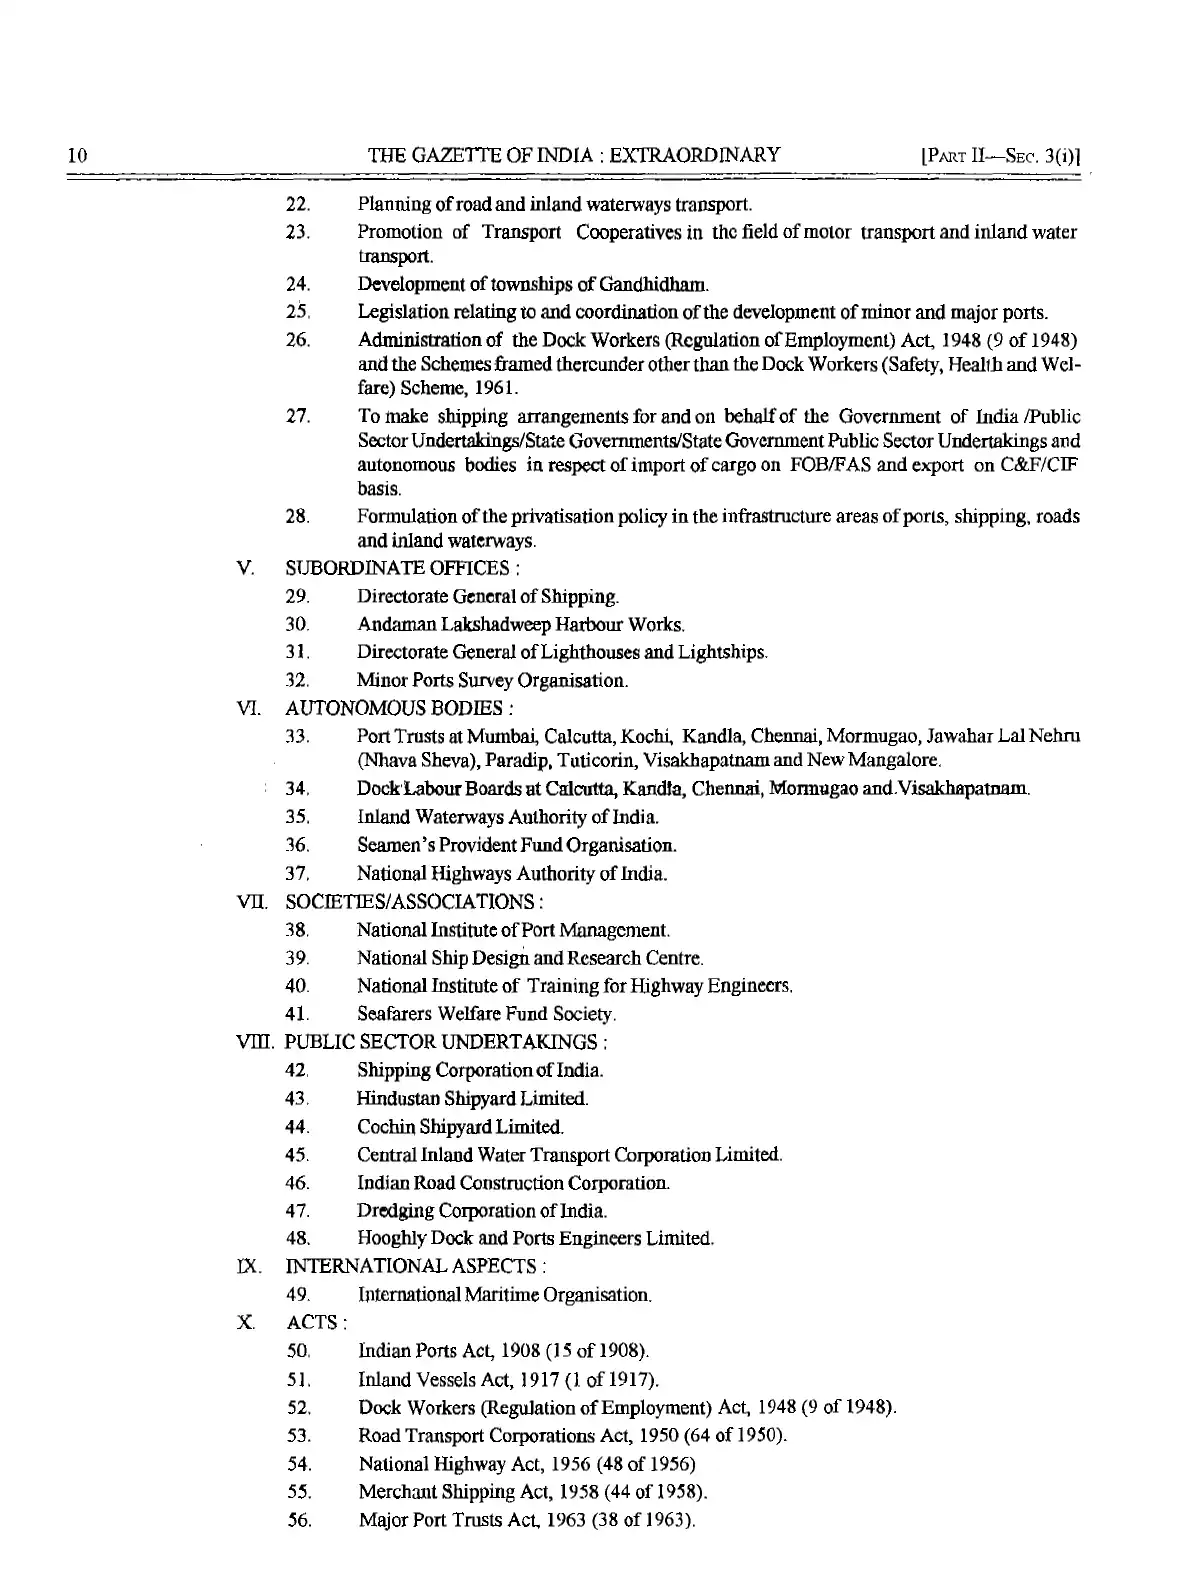 10 THE GAZETTE OF INDIA : EXTRAORDINARY [PART II—SEC. 3(i)]
22. Planning of road and inland waterways transport.
23. Promotion of Transport Cooperatives in the field of motor transport and inland water
transport.
24. Development of townships of Gandhidham.
25. Legislation relating to and coordination of the development of minor and major ports.
26. Administration of the Dock Workers (Regulation of Employment) Act, 1948 (9 of 1948)
and the Schemes framed thereunder other than the Dock Workers (Safety, Health and Wel-
fare) Scheme, 1961.
27. To make shipping arrangements for and on behalf of the Government of India /Public
Sector Undertakings/State Governments/State Government Public Sector Undertakings and
autonomous bodies in respect of import of cargo on FOB/FAS and export on C&F/CIF
basis.
28. Formulation of the privatisation policy in the infrastructure areas of ports, shipping, roads
and inland waterways.
V. SUBORDINATE OFFICES :
29. Directorate General of Shipping.
30. Andaman Lakshadweep Harbour Works.
31. Directorate General of Lighthouses and Lightships.
32. Minor Ports Survey Organisation.
VI. AUTONOMOUS BODIES :
33. Port Trusts at Mumbai, Calcutta, Kochi, Kandla, Chennai, Mormugao, Jawahar Lal Nehru
(Nhava Sheva), Paradip, Tuticorin, Visakhapatnam and New Mangalore.
34. Dock Labour Boards at Calcutta, Kandla, Chennai, Mormugao and Visakhapatnam.
35. Inland Waterways Authority of India.
36. Seamen's Provident Fund Organisation.
37. National Highways Authority of India.
VII. SOCIETIES/ASSOCIATIONS :
38. National Institute of Port Management.
39. National Ship Design and Research Centre.
40. National Institute of Training for Highway Engineers.
41. Seafarers Welfare Fund Society.
VIII. PUBLIC SECTOR UNDERTAKINGS :
42. Shipping Corporation of India.
43. Hindustan Shipyard Limited.
44. Cochin Shipyard Limited.
45. Central Inland Water Transport Corporation Limited.
46. Indian Road Construction Corporation.
47. Dredging Corporation of India.
48. Hooghly Dock and Ports Engineers Limited.
IX. INTERNATIONAL ASPECTS :
49. International Maritime Organisation.
X. ACTS :
50. Indian Ports Act, 1908 (15 of 1908).
51. Inland Vessels Act, 1917 (1 of 1917).
52. Dock Workers (Regulation of Employment) Act, 1948 (9 of 1948).
53. Road Transport Corporations Act, 1950 (64 of 1950).
54. National Highway Act, 1956 (48 of 1956)
55. Merchant Shipping Act, 1958 (44 of 1958).
56. Major Port Trusts Act, 1963 (38 of 1963).